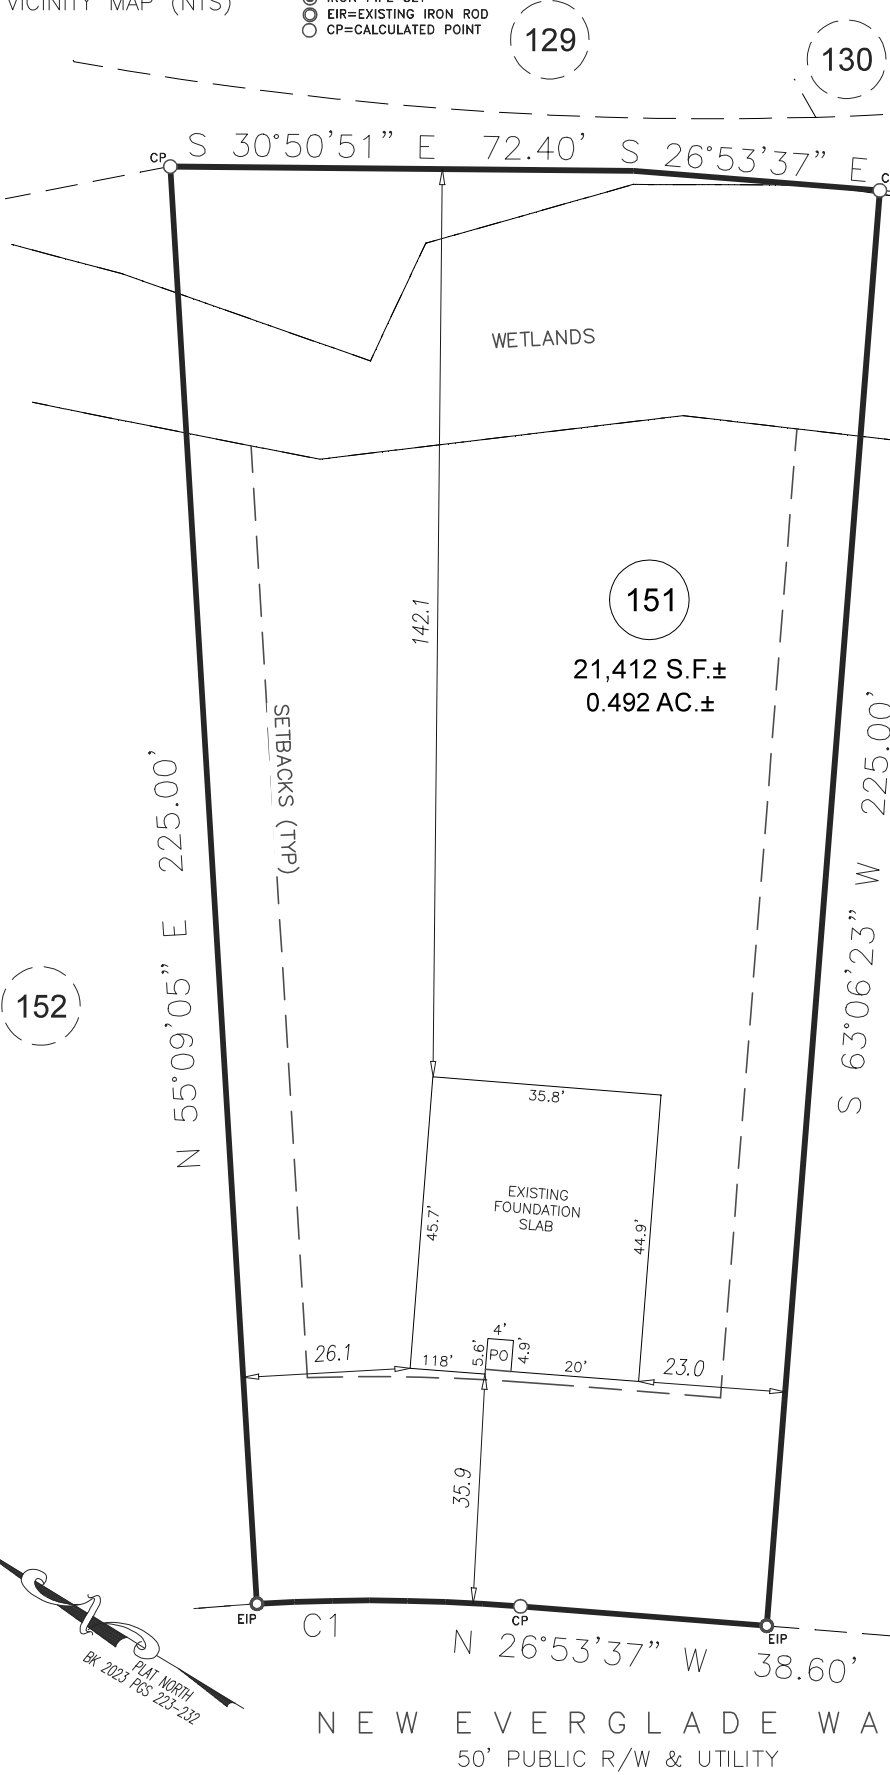 VICINITY MAP (NTS)
EIR=EXISTING IRON ROD
CP=CALCULATED POINT
129
130
CP
S 30°50'51" E 72.40'
S 26°53'37" E
WETLANDS
142.1
151
21,412 S.F.±
0.492 AC.±
SETBACKS (TYP)
N 55°09'05" E 225.00'
S 63°06'23" W 225.00'
152
35.8'
EXISTING
FOUNDATION
SLAB
45.7'
44.9'
4'
5.6'
PO
4.9'
26.1
118'
20'
23.0
35.9
EIP
C1
CP
N 26°53'37" W 38.60'
EIP
PLAT NORTH
BK 2023 PGS 223-232
NEW EVERGLADE WA
50' PUBLIC R/W & UTILITY